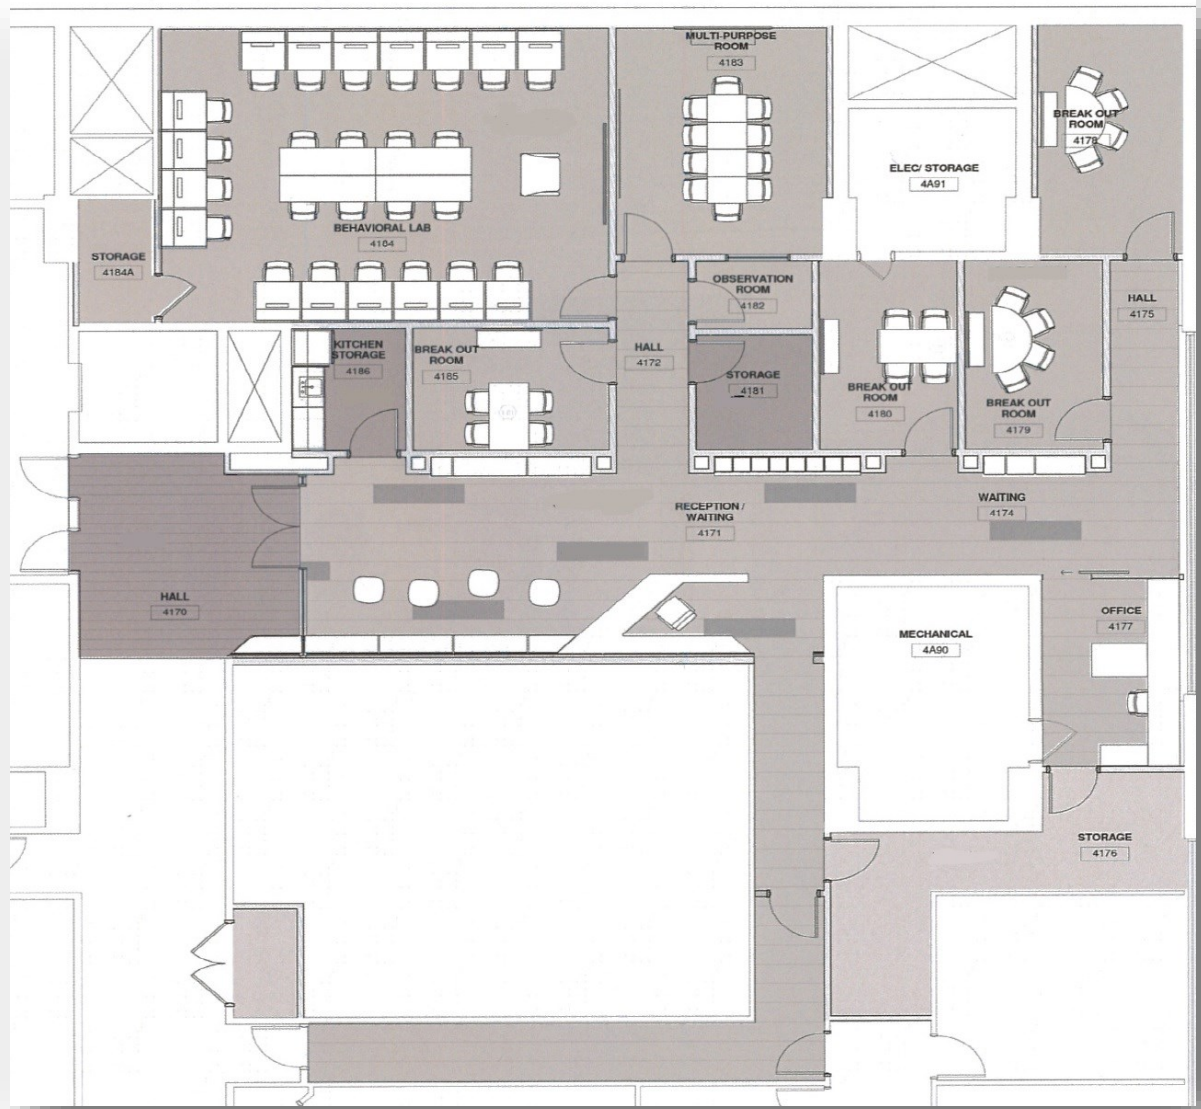 MULTI-PURPOSE
ROOM
4183
BREAK OUT
ROOM
4178
ELEC/ STORAGE
4A91
BEHAVIORAL LAB
4184
STORAGE
4184A
OBSERVATION
ROOM
4182
HALL
4175
KITCHEN
STORAGE
4186
BREAK OUT
ROOM
4185
HALL
4172
STORAGE
4181
BREAK OUT
ROOM
4180
BREAK OUT
ROOM
4179
RECEPTION /
WAITING
4171
WAITING
4174
HALL
4170
OFFICE
4177
MECHANICAL
4A90
STORAGE
4176